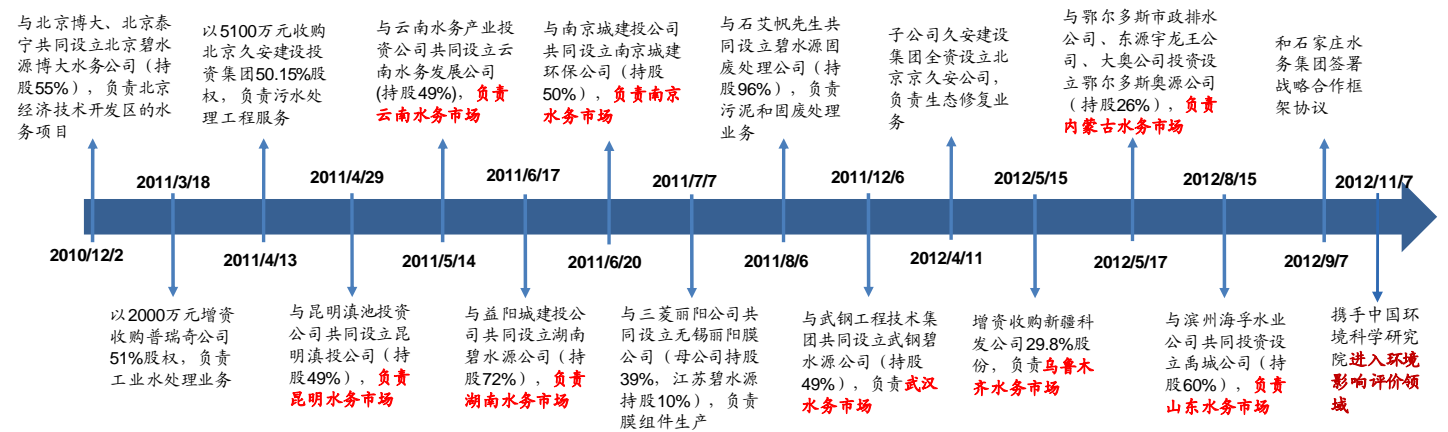 与北京博大、北京泰
宁共同设立北京碧水
源博大水务公司（持
股55%），负责北京
经济技术开发区的水
务项目
以5100万元收购
北京久安建设投
资集团50.15%股
权，负责污水处
理工程服务
与云南水务产业投
资公司共同设立云
南水务发展公司
(持股49%)，负责
云南水务市场
与南京城建投公司
共同设立南京城建
环保公司（持股
50%），负责南京
水务市场
与石艾帆先生共
同设立碧水源固
废处理公司（持
股96%），负责
污泥和固废处理
业务
子公司久安建设
集团全资设立北
京京久安公司，
负责生态修复业
务
与鄂尔多斯市政排水
公司、东源宇龙王公
司、大奥公司投资设
立鄂尔多斯奥源公司
（持股26%），负责
内蒙古水务市场
和石家庄水
务集团签署
战略合作框
架协议
2011/3/18
2011/4/29
2011/6/17
2011/7/7
2011/12/6
2012/5/15
2012/8/15
2012/11/7
2010/12/2
2011/4/13
2011/5/14
2011/6/20
2011/8/6
2012/4/11
2012/5/17
2012/9/7
以2000万元增资
收购普瑞奇公司
51%股权，负责
工业水处理业务
与昆明滇池投资
公司共同设立昆
明滇投公司（持
股49%），负责
昆明水务市场
与益阳城建投公
司共同设立湖南
碧水源公司（持
股72%），负责
湖南水务市场
与三菱丽阳公司共
同设立无锡丽阳膜
公司（母公司持股
39%，江苏碧水源
持股10%），负责
膜组件生产
与武钢工程技术集
团共同设立武钢碧
水源公司（持股
49%），负责武汉
水务市场
增资收购新疆科
发公司29.8%股
份，负责乌鲁木
齐水务市场
与滨州海孚水业
公司共同投资设
立禹城公司（持
股60%），负责
山东水务市场
携手中国环
境科学研究
院进入环境
影响评价领
域